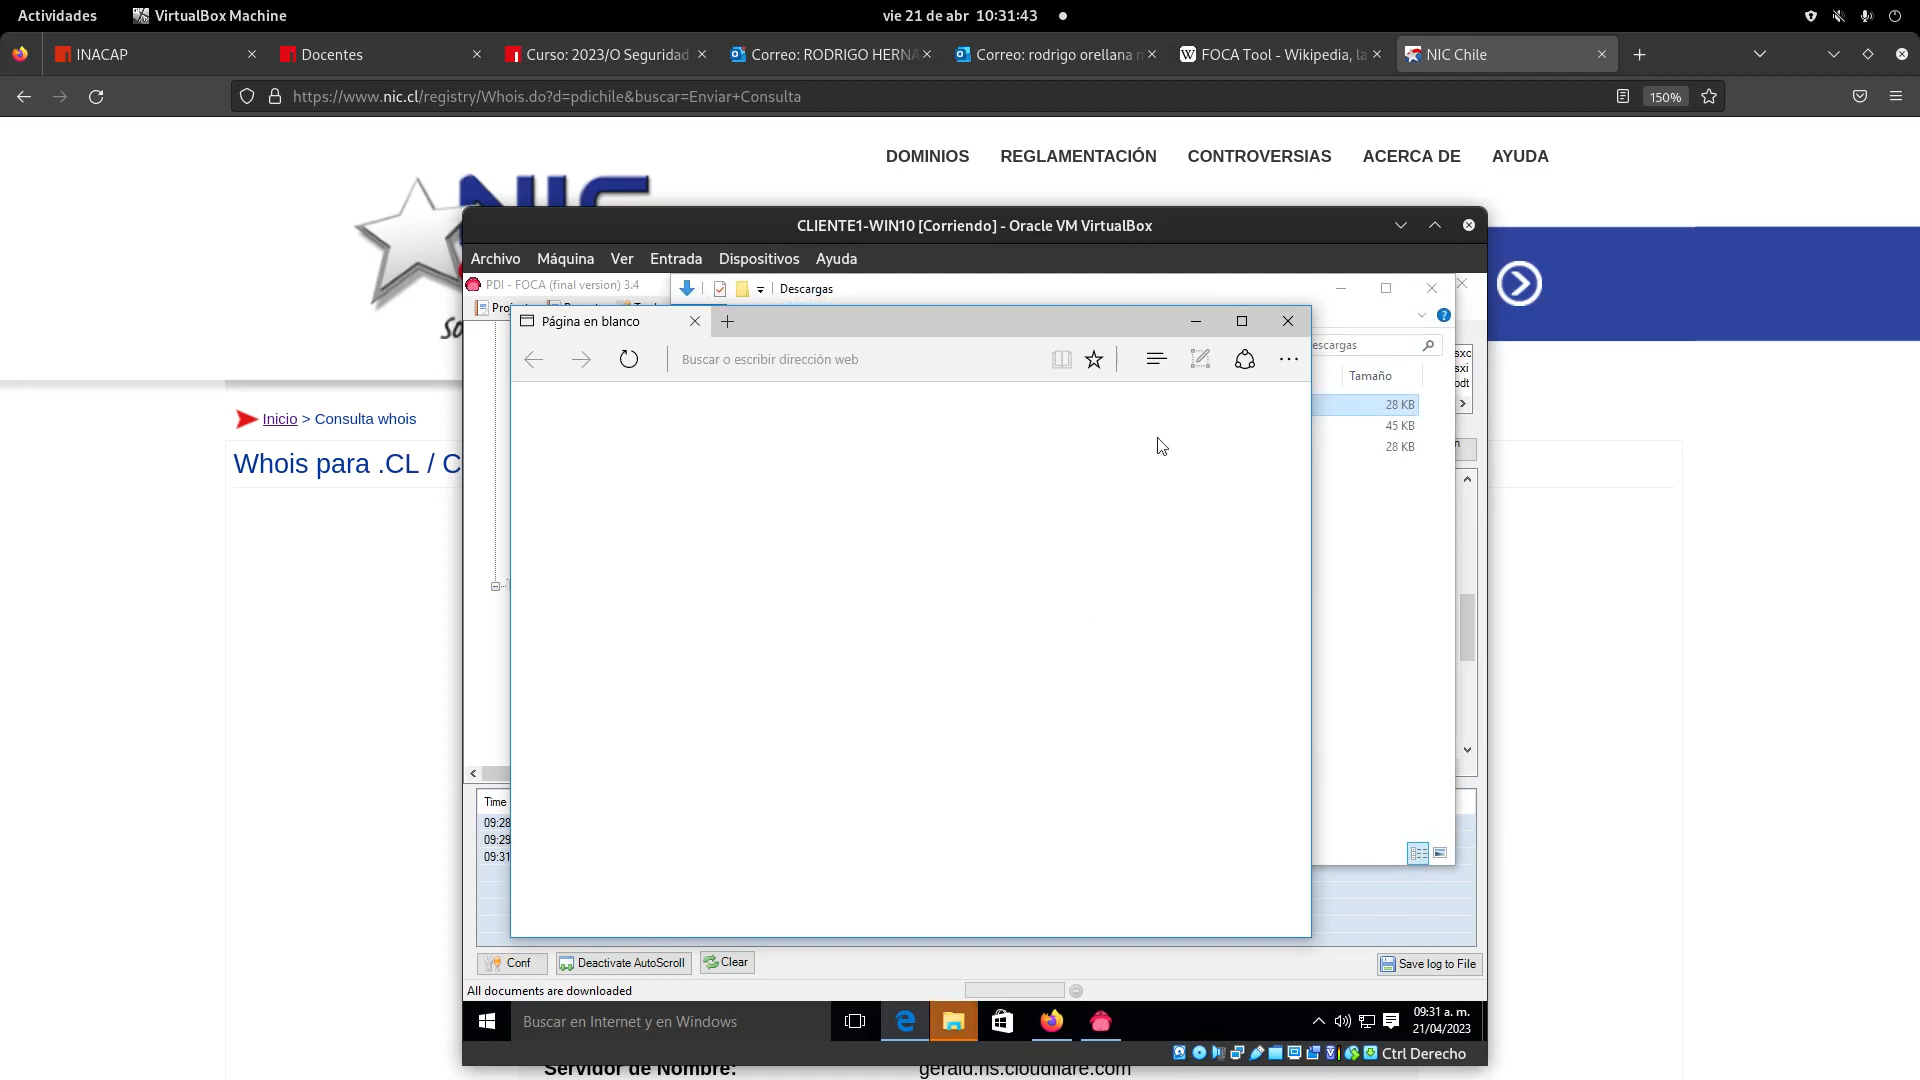 Actividades
VirtualBox Machine
vie 21 de abr 10:31:43
INACAP
Docentes
Curso: 2023/O Seguridad
Correo: RODRIGO HERNA
Correo: rodrigo orellana n
FOCA Tool - Wikipedia, la
NIC Chile
https://www.nic.cl/registry/Whois.do?d=pdichile&buscar=Enviar+Consulta
150%
DOMINIOS
REGLAMENTACIÓN
CONTROVERSIAS
ACERCA DE
AYUDA
NIC
CLIENTE1-WIN10 [Corriendo] - Oracle VM VirtualBox
Archivo
Máquina
Ver
Entrada
Dispositivos
Ayuda
PDI - FOCA (final version) 3.4
Descargas
Página en blanco
Buscar o escribir dirección web
escargas
sxc
sxi
odt
Tamaño
28 KB
45 KB
28 KB
Inicio > Consulta whois
Whois para .CL / C
Time
09:28
09:29
09:31
Conf
Deactivate AutoScroll
Clear
Save log to File
All documents are downloaded
Buscar en Internet y en Windows
09:31 a. m.
21/04/2023
Ctrl Derecho
Servidor de Nombre:
gerald.ns.cloudflare.com